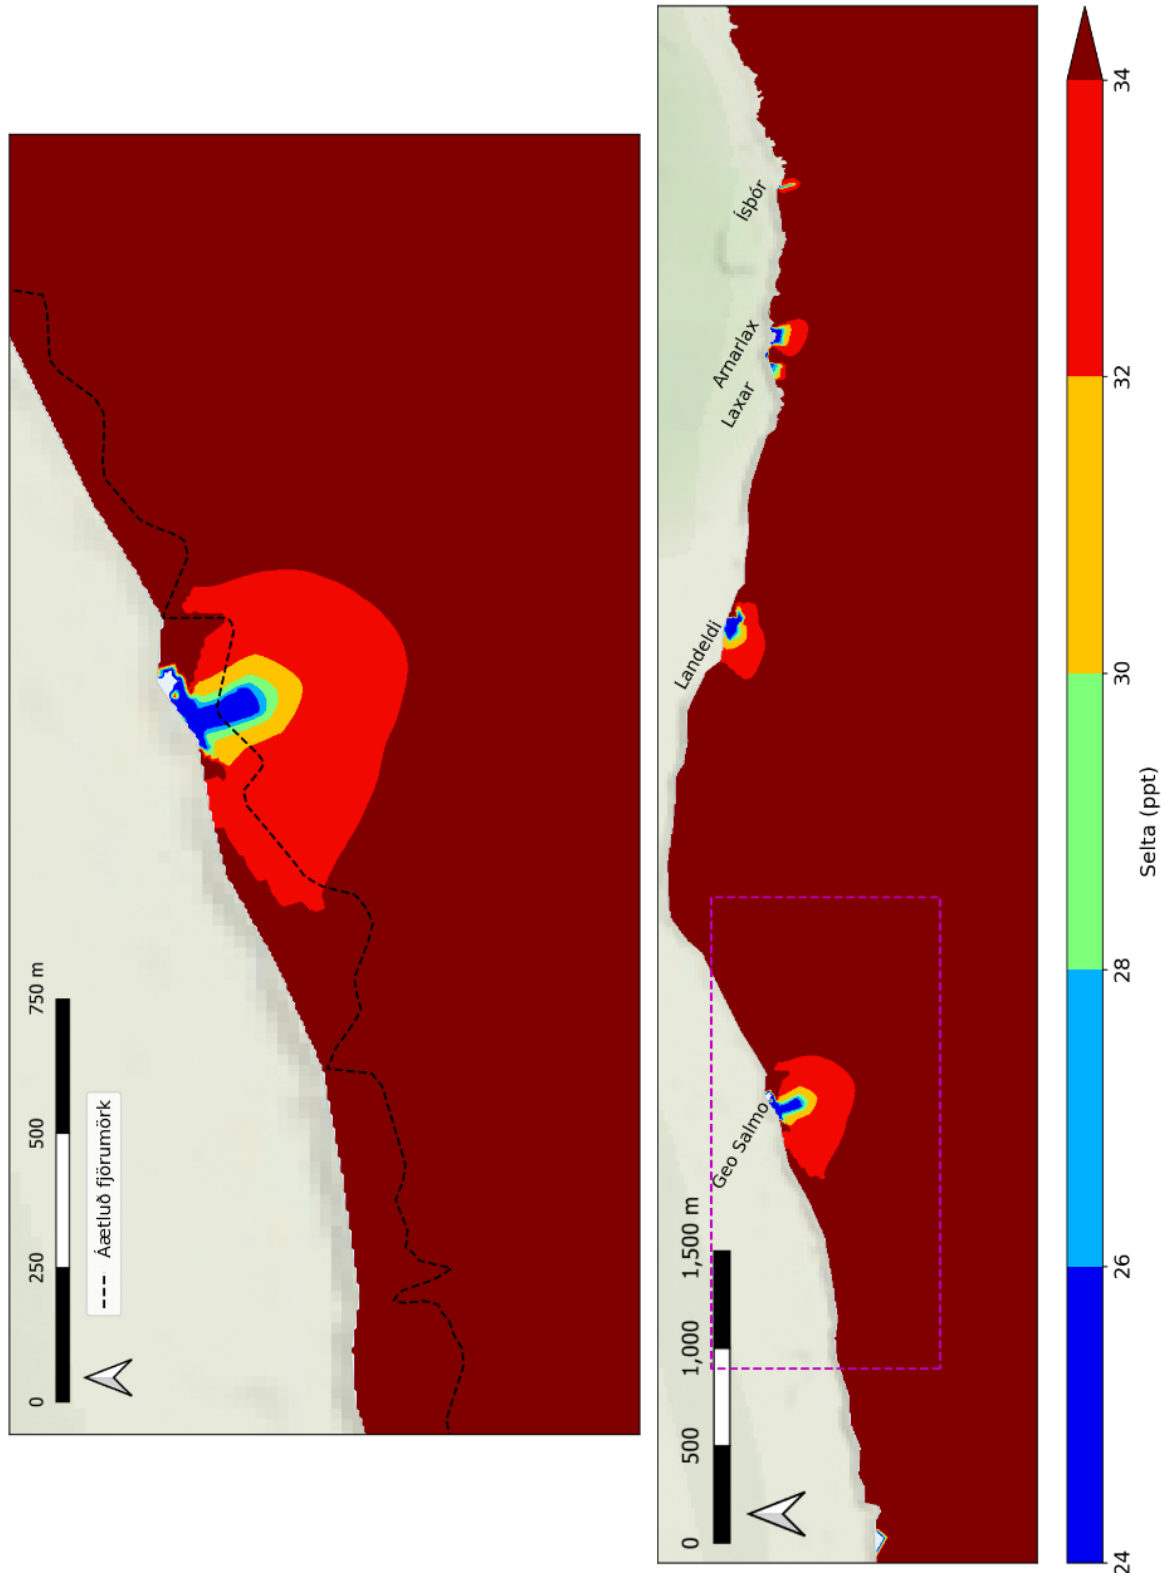 0
250
500
750 m
Áætluð fjörumörk
0
500
1,000
1,500 m
Geo Salmo
Landeldi
Laxar
Arnarlax
Ísþór
24
26
28
30
32
34
Selta (ppt)